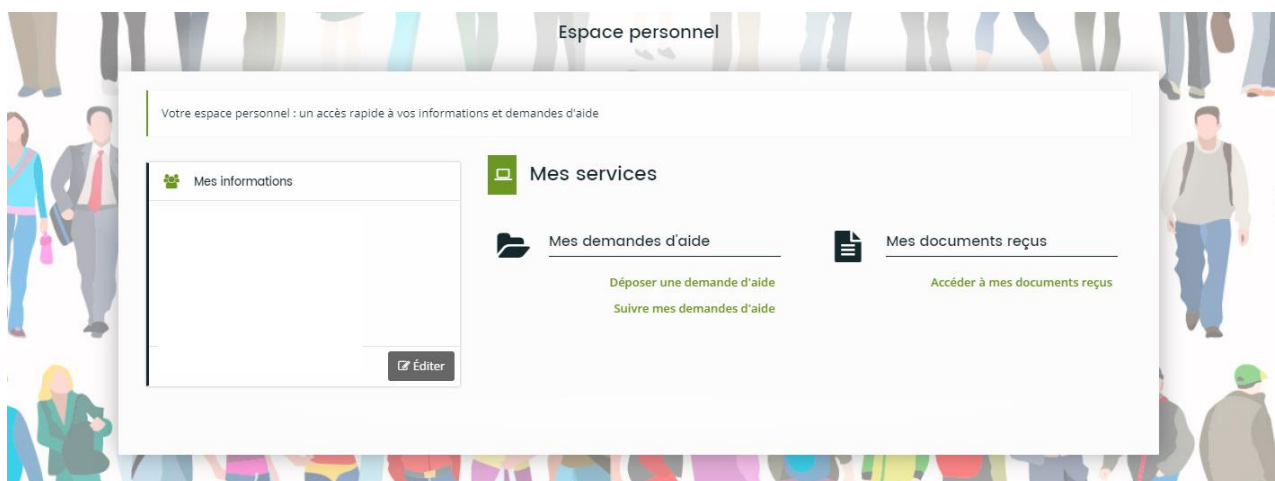 Espace personnel
Votre espace personnel : un accès rapide à vos informations et demandes d'aide
Mes informations
Éditer
Mes services
Mes demandes d'aide
Déposer une demande d'aide
Suivre mes demandes d'aide
Mes documents reçus
Accéder à mes documents reçus